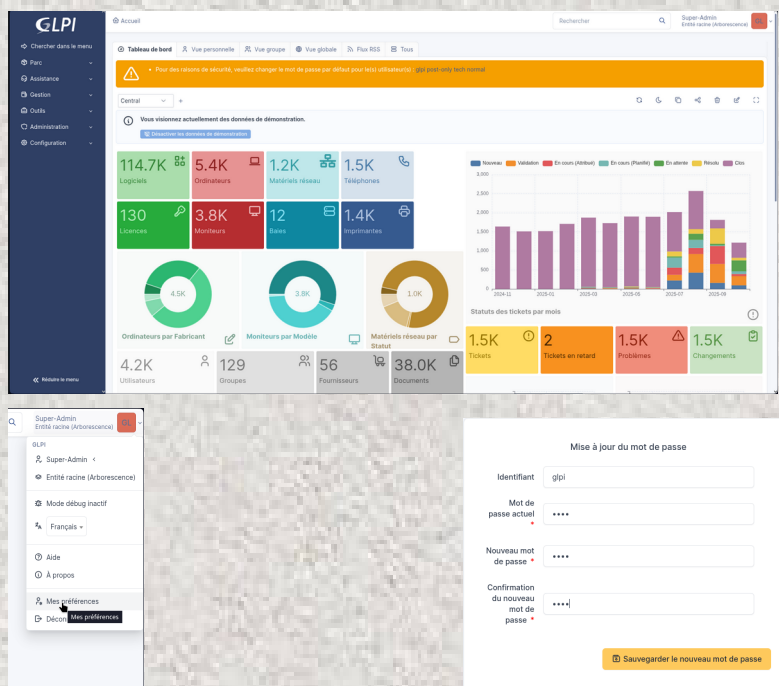 GLPI
Accueil
Rechercher
Super-Admin
Entité racine (Arborescence)
GL
Chercher dans le menu
Parc
Assistance
Gestion
Outils
Administration
Configuration
Réduire le menu
Tableau de bord
Vue personnelle
Vue groupe
Vue globale
Flux RSS
Tous
Pour des raisons de sécurité, veuillez changer le mot de passe par défaut pour le(s) utilisateur(s) : glpi post-only tech normal
Central
Vous visionnez actuellement des données de démonstration.
Désactiver les données de démonstration
114.7K
Logiciels
5.4K
Ordinateurs
1.2K
Matériels réseau
1.5K
Téléphones
130
Licences
3.8K
Moniteurs
12
Baies
1.4K
Imprimantes
4.5K
Ordinateurs par Fabricant
3.8K
Moniteurs par Modèle
1.0K
Matériels réseau par
Statut
4.2K
Utilisateurs
129
Groupes
56
Fournisseurs
38.0K
Documents
Nouveau
Validation
En cours (Attribué)
En cours (Planifié)
En attente
Résolu
Clos
3,000
2,500
2,000
1,500
1,000
500
0
2024-11
2025-01
2025-03
2025-05
2025-07
2025-09
Statuts des tickets par mois
1.5K
Tickets
2
Tickets en retard
1.5K
Problèmes
1.5K
Changements
Super-Admin
Entité racine (Arborescence)
GL
GLPI
Super-Admin
Entité racine (Arborescence)
Mode débug inactif
Français
Aide
À propos
Mes préférences
Mes préférences
Mise à jour du mot de passe
Identifiant
glpi
Mot de
passe actuel
*
Nouveau mot
de passe *
Confirmation
du nouveau
mot de
passe *
Sauvegarder le nouveau mot de passe